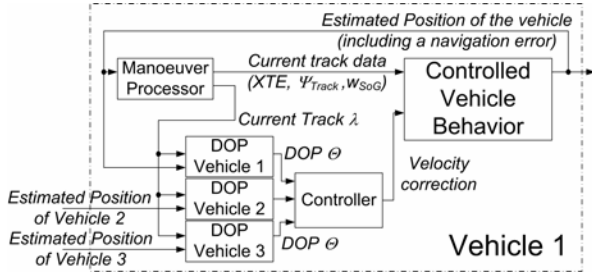 Estimated Position of the vehicle
(including a navigation error)
Manoeuver
Processor
Current track data
(XTE, Ψ_Track, w_SoG)
Controlled
Vehicle
Behavior
Current Track λ
DOP
Vehicle 1
DOP Θ
DOP
Vehicle 2
Controller
Velocity
correction
Estimated Position
of Vehicle 2
DOP
Vehicle 3
DOP Θ
Estimated Position
of Vehicle 3
Vehicle 1